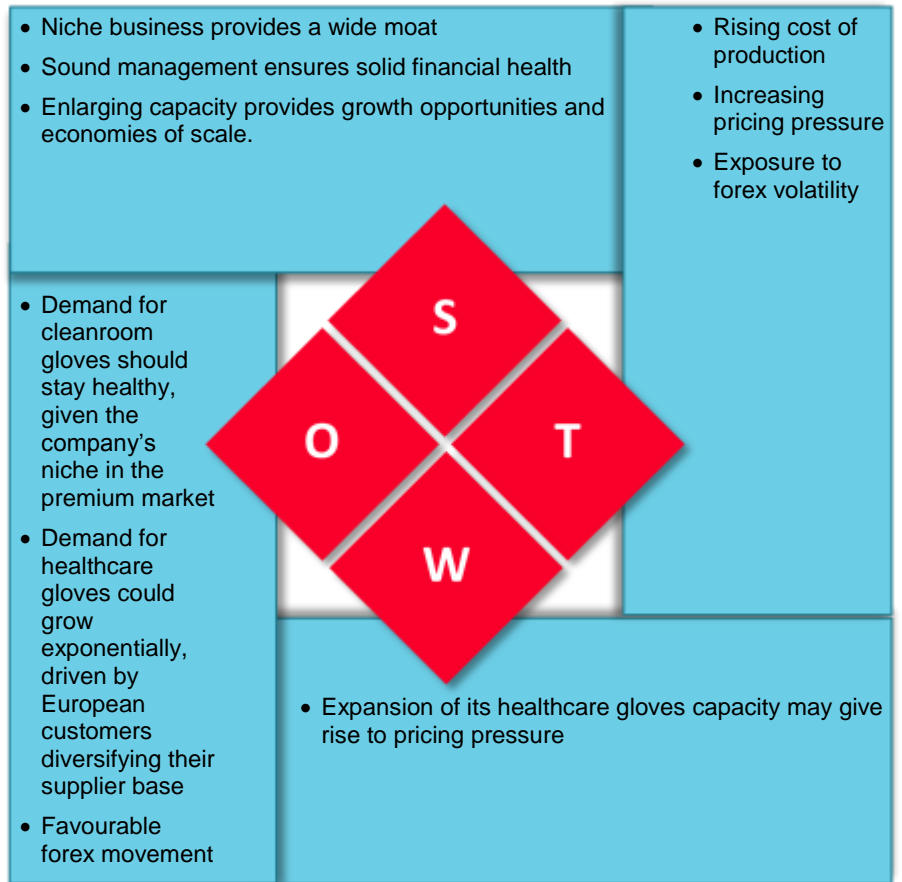 • Niche business provides a wide moat
• Sound management ensures solid financial health
• Enlarging capacity provides growth opportunities and
economies of scale.
• Rising cost of
production
• Increasing
pricing pressure
• Exposure to
forex volatility
S
O
T
W
• Demand for
cleanroom
gloves should
stay healthy,
given the
company's
niche in the
premium market
• Demand for
healthcare
gloves could
grow
exponentially,
driven by
European
customers
diversifying their
supplier base
• Favourable
forex movement
• Expansion of its healthcare gloves capacity may give
rise to pricing pressure